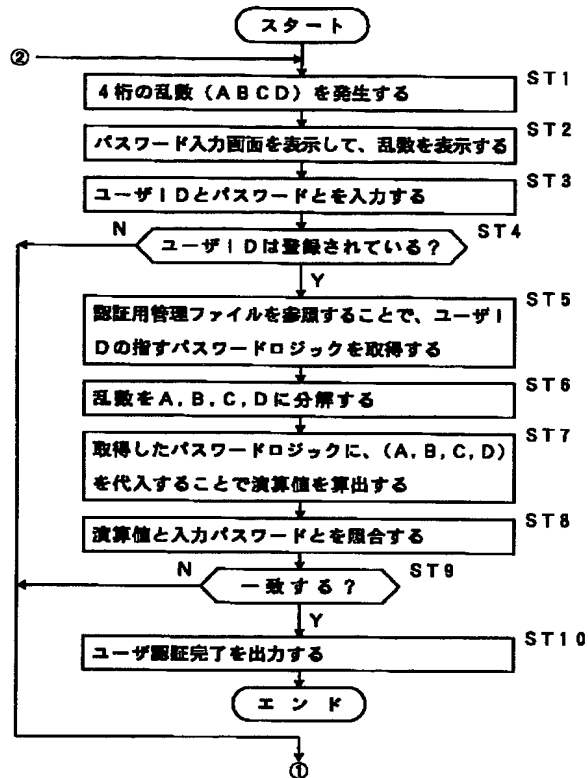 スタート
②
ST1
4桁の乱数(ABCD)を発生する
ST2
パスワード入力画面を表示して、乱数を表示する
ST3
ユーザIDとパスワードとを入力する
N
ST4
ユーザIDは登録されている?
Y
ST5
認証用管理ファイルを参照することで、ユーザI
Dの指すパスワードロジックを取得する
ST6
乱数をA,B,C,Dに分解する
ST7
取得したパスワードロジックに、(A,B,C,D)
を代入することで演算値を算出する
ST8
演算値と入力パスワードとを照合する
N
ST9
一致する?
Y
ST10
ユーザ認証完了を出力する
エンド
①